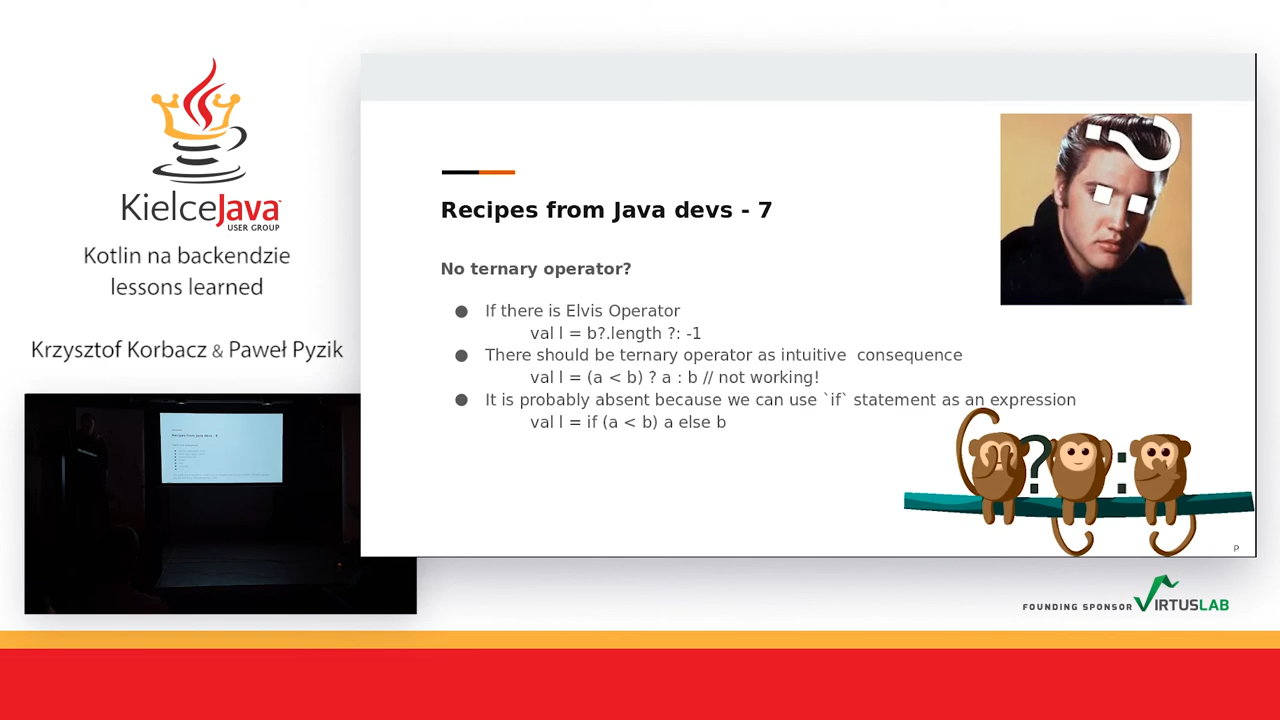 KielceJava
USER GROUP
Kotlin na backendzie
lessons learned
Krzysztof Korbacz & Paweł Pyzik
Recipes from Java devs - 7
No ternary operator?
● If there is Elvis Operator
val l = b?.length ?: -1
● There should be ternary operator as intuitive consequence
val l = (a < b) ? a : b // not working!
● It is probably absent because we can use `if` statement as an expression
val l = if (a < b) a else b
? :
P
FOUNDING SPONSOR VIRTUSLAB